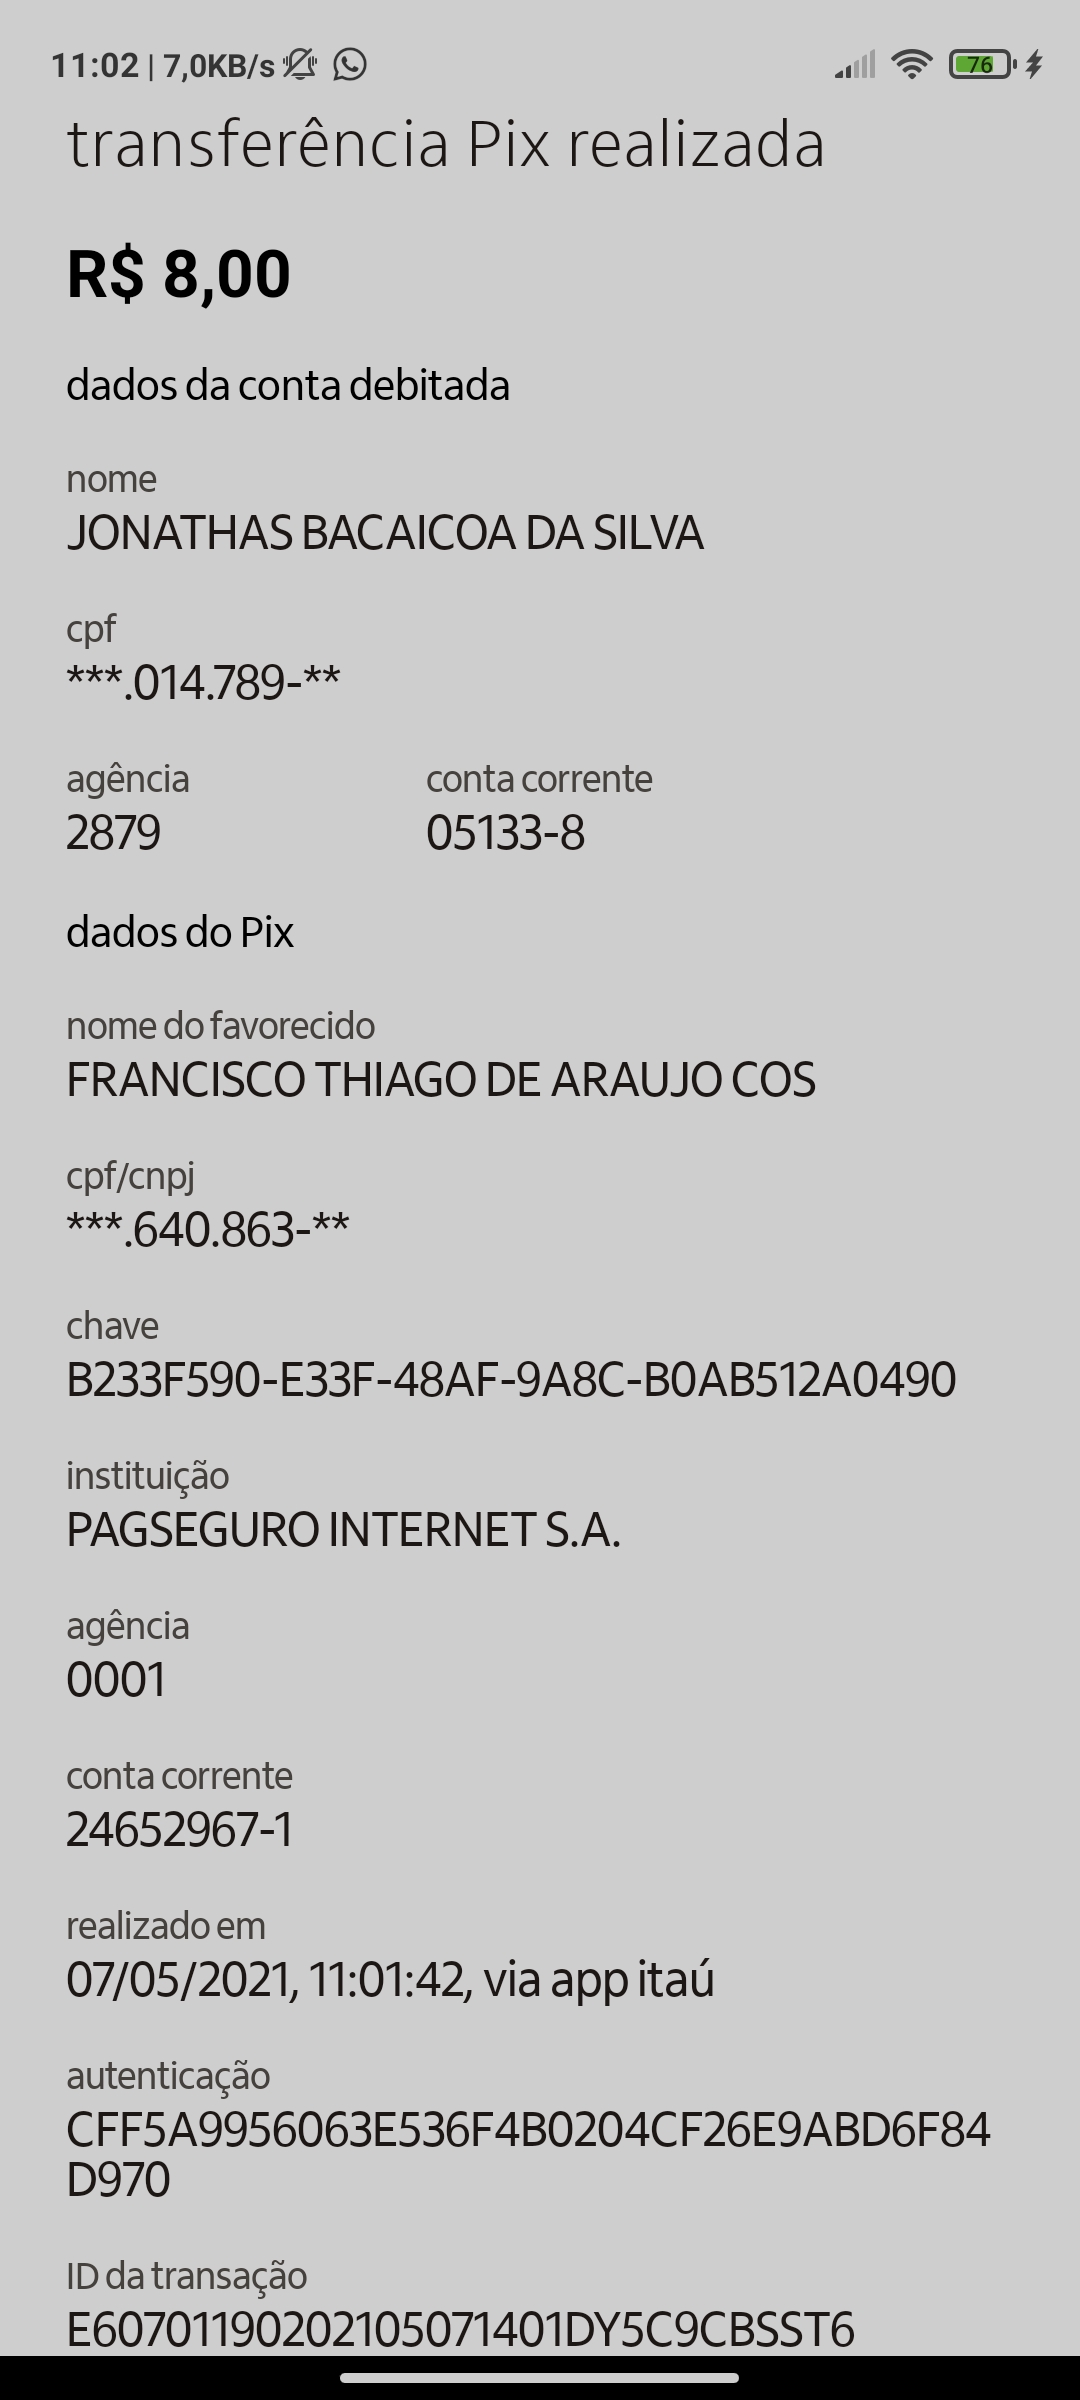 11:02 | 7,0KB/s
76
transferência Pix realizada
R$ 8,00
dados da conta debitada
nome
JONATHAS BACAICOA DA SILVA
cpf
***.014.789-**
agência conta corrente
2879 05133-8
dados do Pix
nome do favorecido
FRANCISCO THIAGO DE ARAUJO COS
cpf/cnpj
***.640.863-**
chave
B233F590-E33F-48AF-9A8C-B0AB512A0490
instituição
PAGSEGURO INTERNET S.A.
agência
0001
conta corrente
24652967-1
realizado em
07/05/2021, 11:01:42, via app itaú
autenticação
CFF5A9956063E536F4B0204CF26E9ABD6F84
D970
ID da transação
E60701190202105071401DY5C9CBSST6